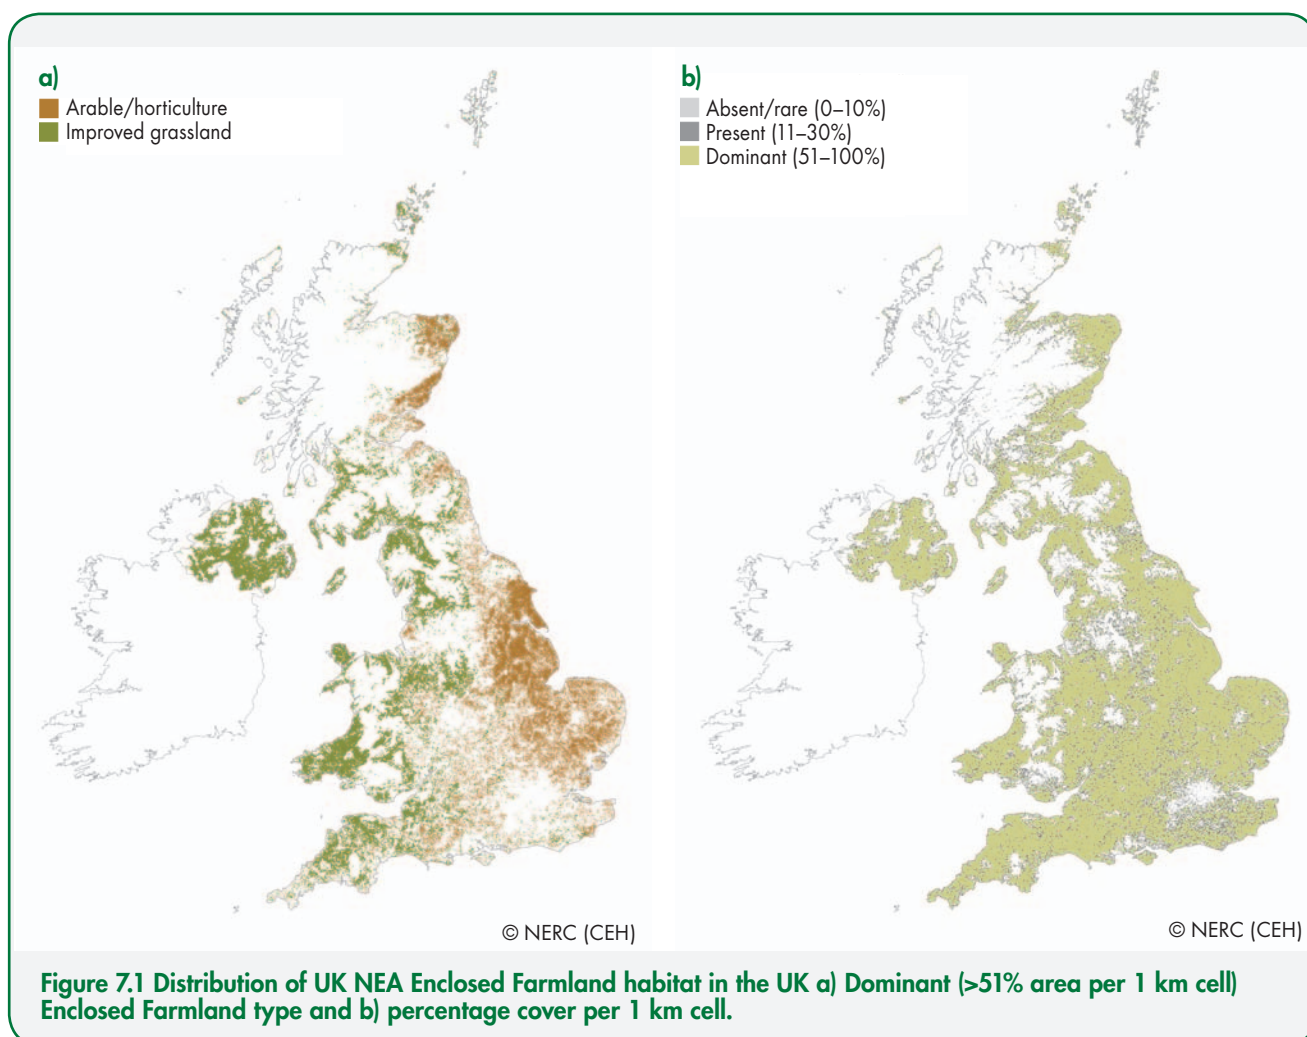 a)
Arable/horticulture
Improved grassland
© NERC (CEH)
b)
Absent/rare (0–10%)
Present (11–30%)
Dominant (51–100%)
© NERC (CEH)
Figure 7.1 Distribution of UK NEA Enclosed Farmland habitat in the UK a) Dominant (>51% area per 1 km cell)
Enclosed Farmland type and b) percentage cover per 1 km cell.